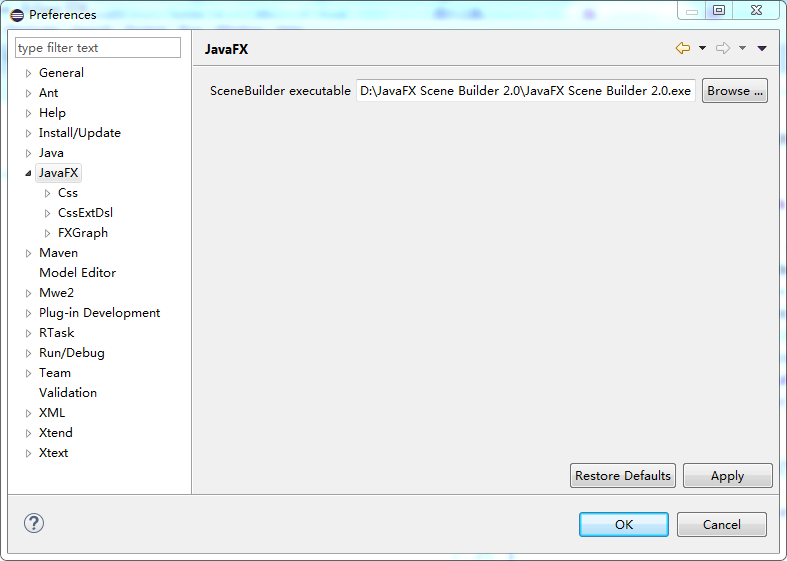 Preferences
type filter text
General
Ant
Help
Install/Update
Java
JavaFX
Css
CssExtDsl
FXGraph
Maven
Model Editor
Mwe2
Plug-in Development
RTask
Run/Debug
Team
Validation
XML
Xtend
Xtext
JavaFX
SceneBuilder executable D:\JavaFX Scene Builder 2.0\JavaFX Scene Builder 2.0.exe Browse ...
Restore Defaults Apply
? OK Cancel